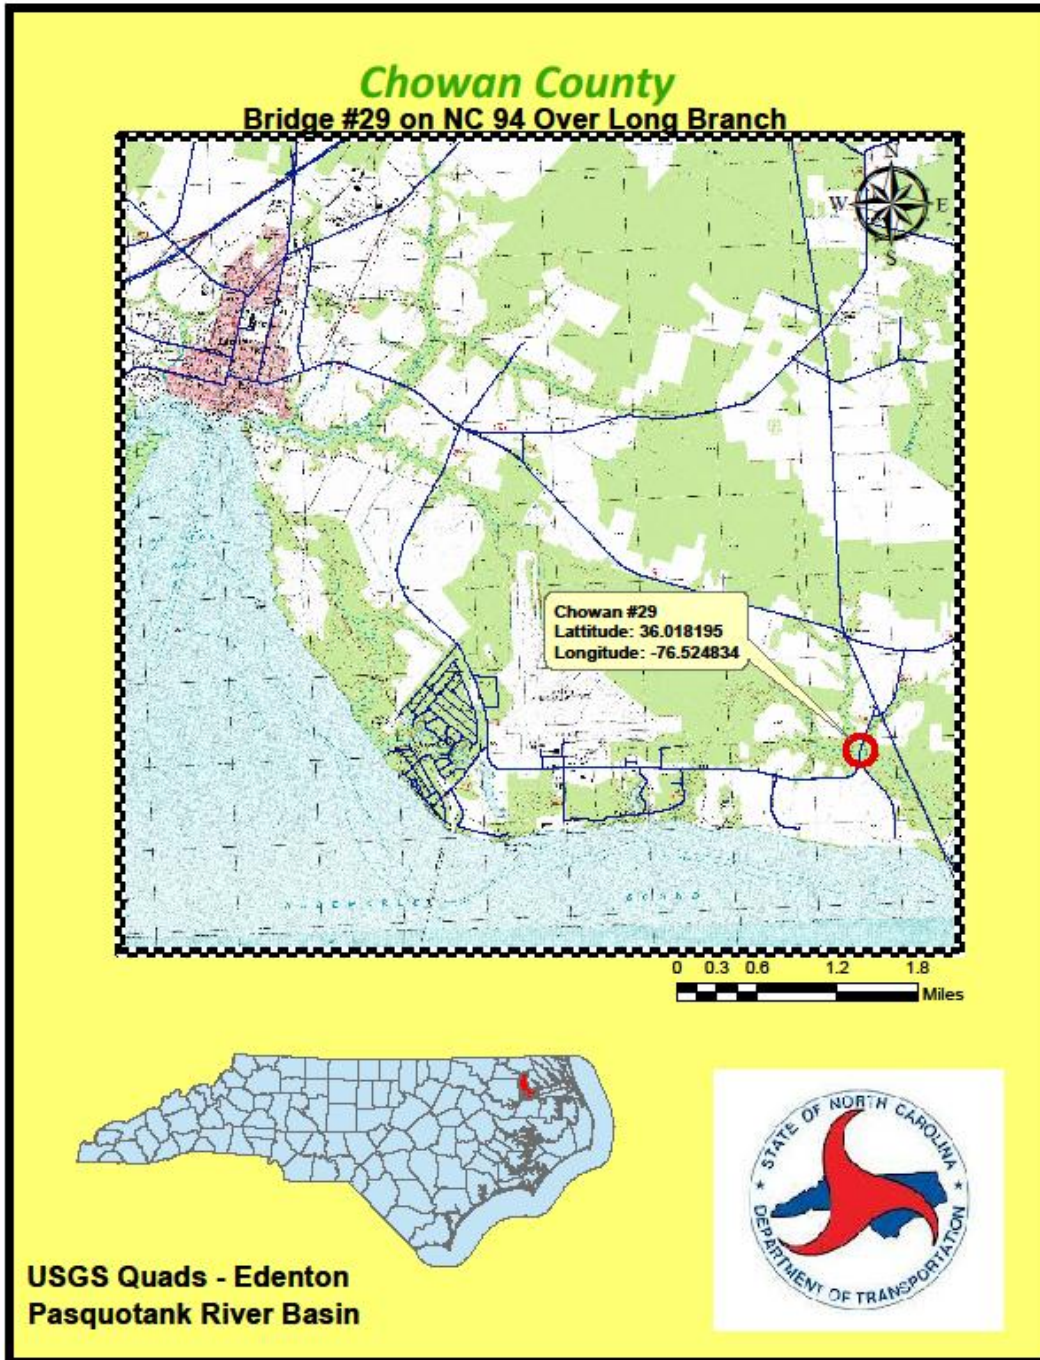 Chowan County
Bridge #29 on NC 94 Over Long Branch
N
W E
S
Chowan #29
Lattitude: 36.018195
Longitude: -76.524834
ALBEMARLE SOUND
0 0.3 0.6 1.2 1.8
Miles
STATE OF NORTH CAROLINA
DEPARTMENT OF TRANSPORTATION
USGS Quads - Edenton
Pasquotank River Basin